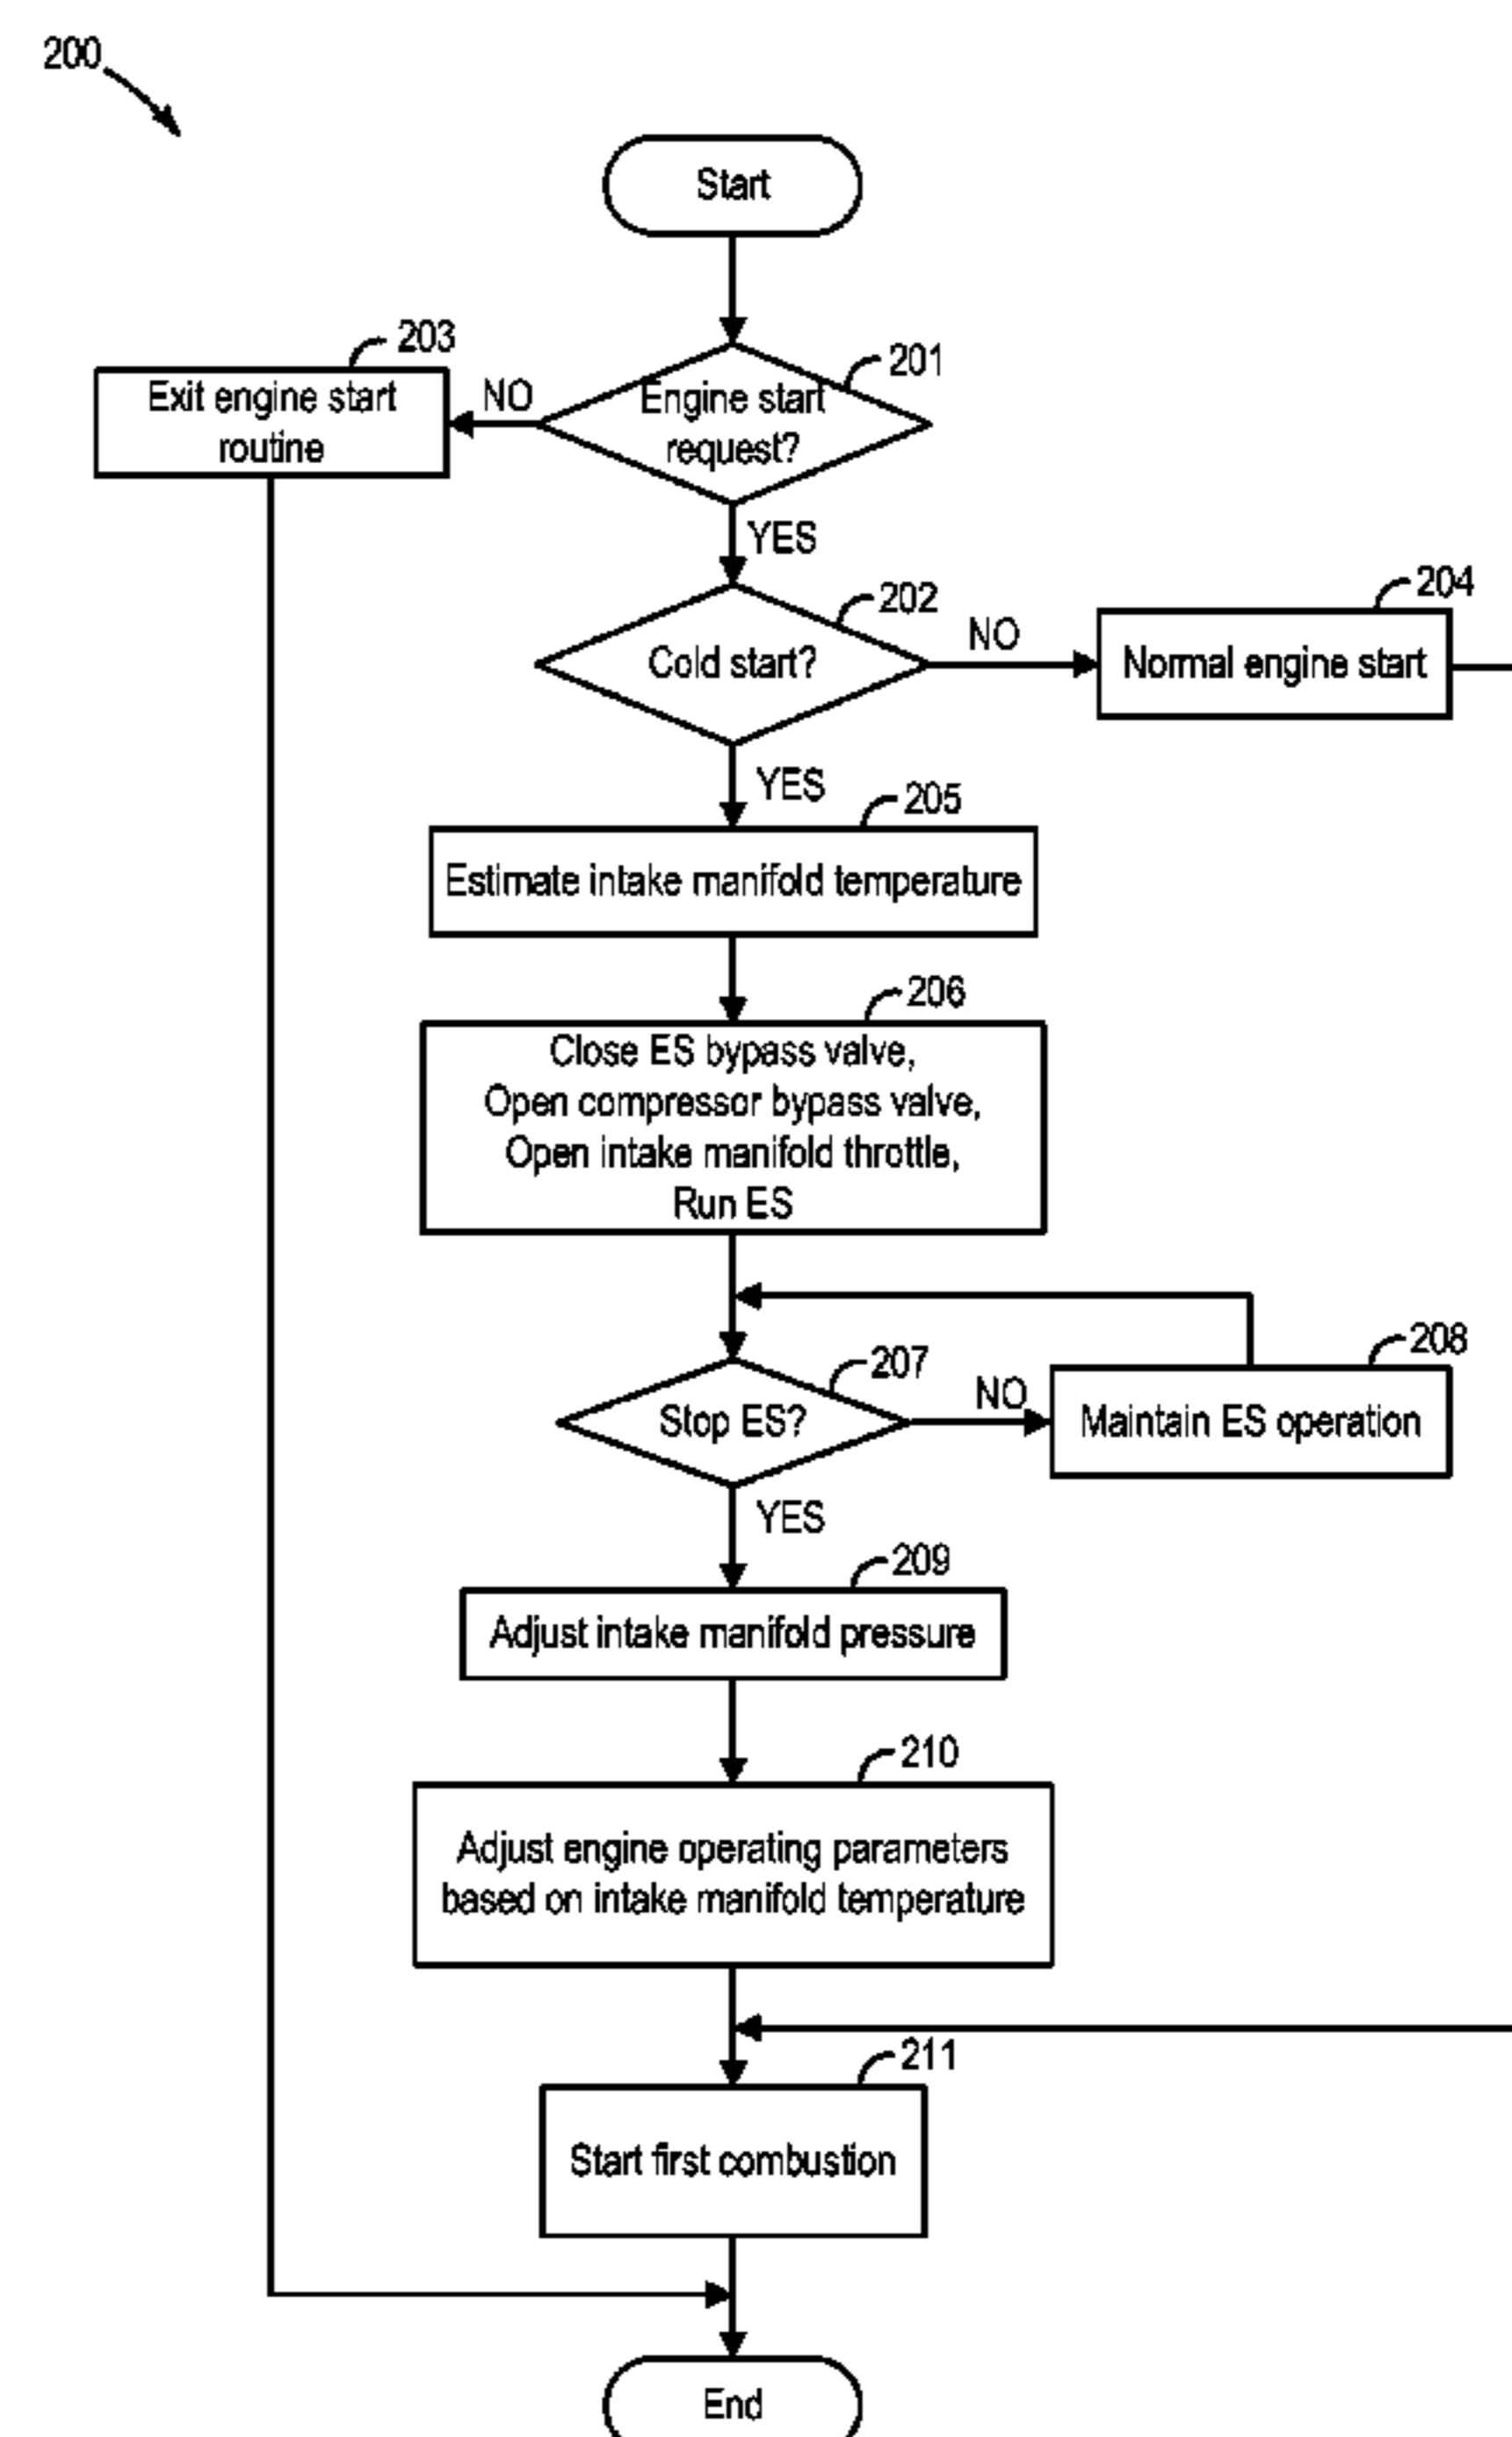 200
Start
203
201
Exit engine start
routine
NO
Engine start
request?
YES
202
204
Cold start?
NO
Normal engine start
YES
205
Estimate intake manifold temperature
206
Close ES bypass valve,
Open compressor bypass valve,
Open intake manifold throttle,
Run ES
207
208
Stop ES?
NO
Maintain ES operation
YES
209
Adjust intake manifold pressure
210
Adjust engine operating parameters
based on intake manifold temperature
211
Start first combustion
End